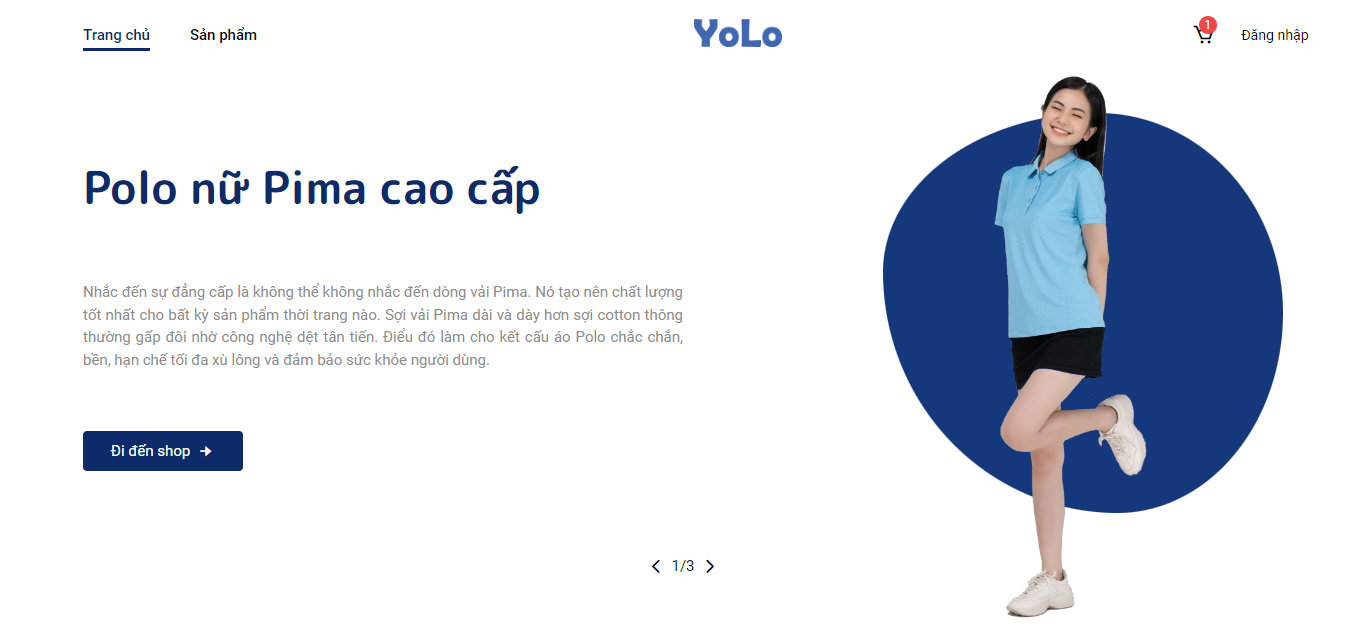 Trang chủ
Sản phẩm
YoLo
1
Đăng nhập
Polo nữ Pima cao cấp
Nhắc đến sự đẳng cấp là không thể không nhắc đến dòng vải Pima. Nó tạo nên chất lượng
tốt nhất cho bất kỳ sản phẩm thời trang nào. Sợi vải Pima dài và dày hơn sợi cotton thông
thường gấp đôi nhờ công nghệ dệt tân tiến. Điểu đó làm cho kết cấu áo Polo chắc chắn,
bền, hạn chế tối đa xù lông và đảm bảo sức khỏe người dùng.
Đi đến shop
1/3